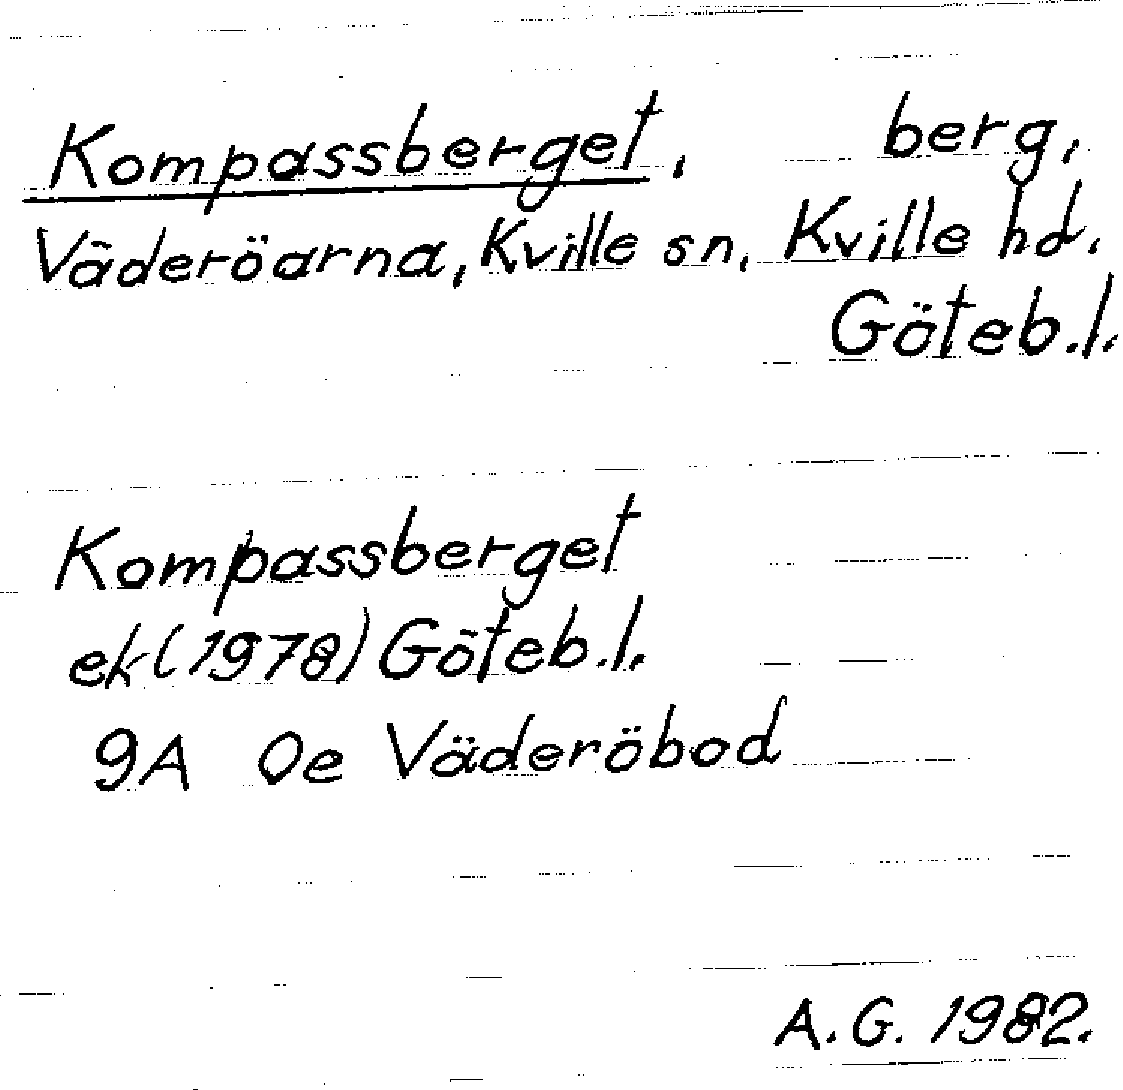 Kompassberget, berg,
Väderöarna, Kville sn, Kville hd.
Göteb.l.
Kompassberget
ek (1978) Göteb.l.
9A 0e Väderöbod
A.G. 1982.